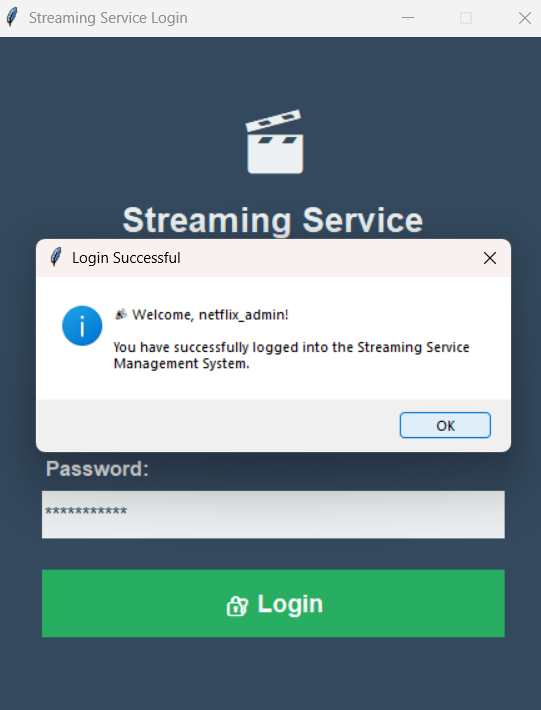 Streaming Service Login
Streaming Service
Login Successful
🎉 Welcome, netflix_admin!
You have successfully logged into the Streaming Service
Management System.
OK
Password:
***********
🔐 Login